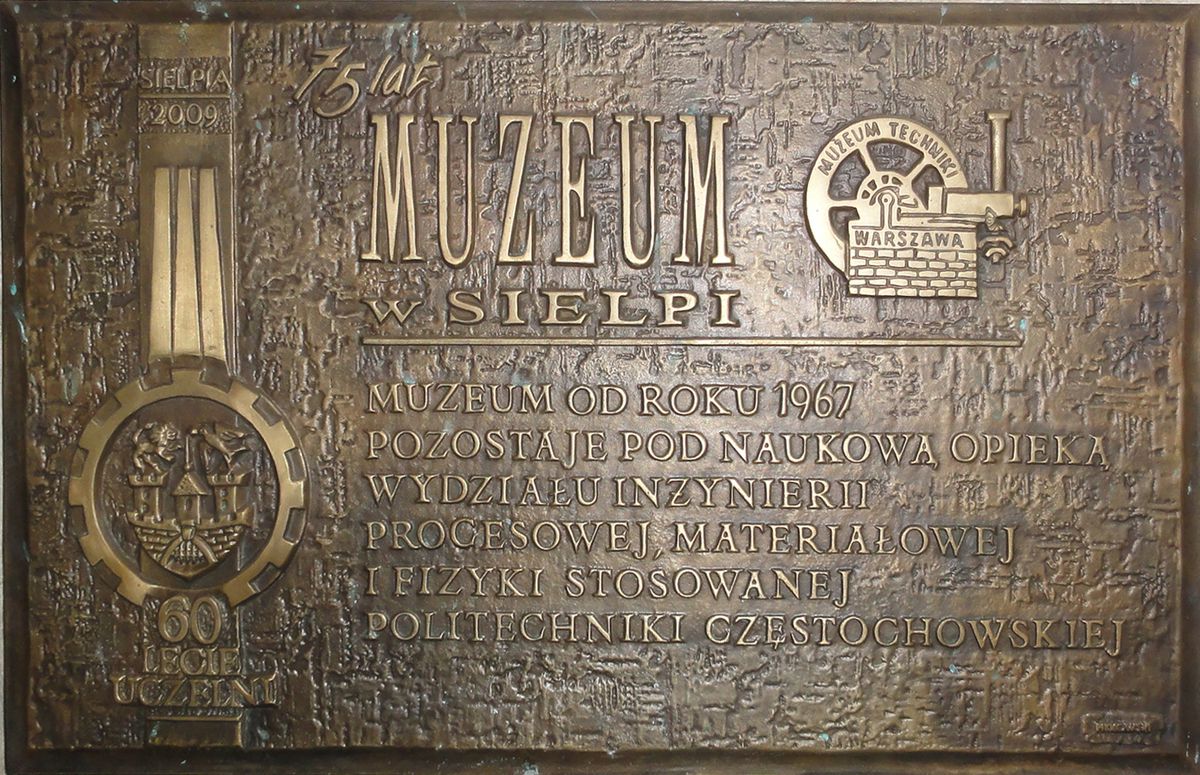 SIELPIA
2009
75 lat
MUZEUM
W SIELPI
MUZEUM TECHNIKI
WARSZAWA
MUZEUM OD ROKU 1967
POZOSTAJE POD NAUKOWĄ OPIEKĄ
WYDZIAŁU INŻYNIERII
PROCESOWEJ, MATERIAŁOWEJ
I FIZYKI STOSOWANEJ
POLITECHNIKI CZĘSTOCHOWSKIEJ
60
LECIE
UCZELNI